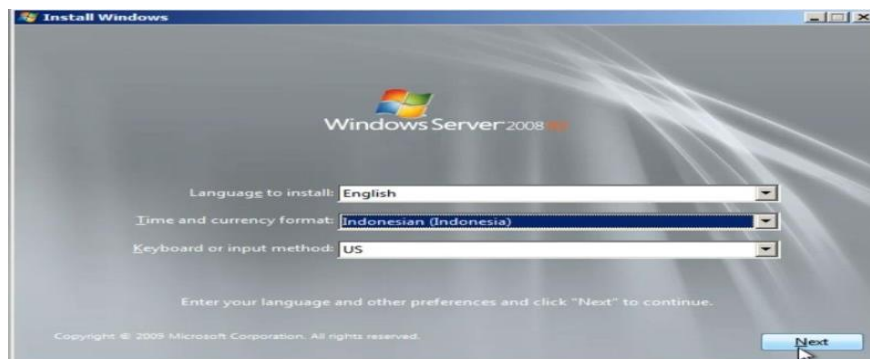 Install Windows
Windows Server 2008 R2
Language to install: English
Time and currency format: Indonesian (Indonesia)
Keyboard or input method: US
Enter your language and other preferences and click "Next" to continue.
Copyright © 2009 Microsoft Corporation. All rights reserved.
Next